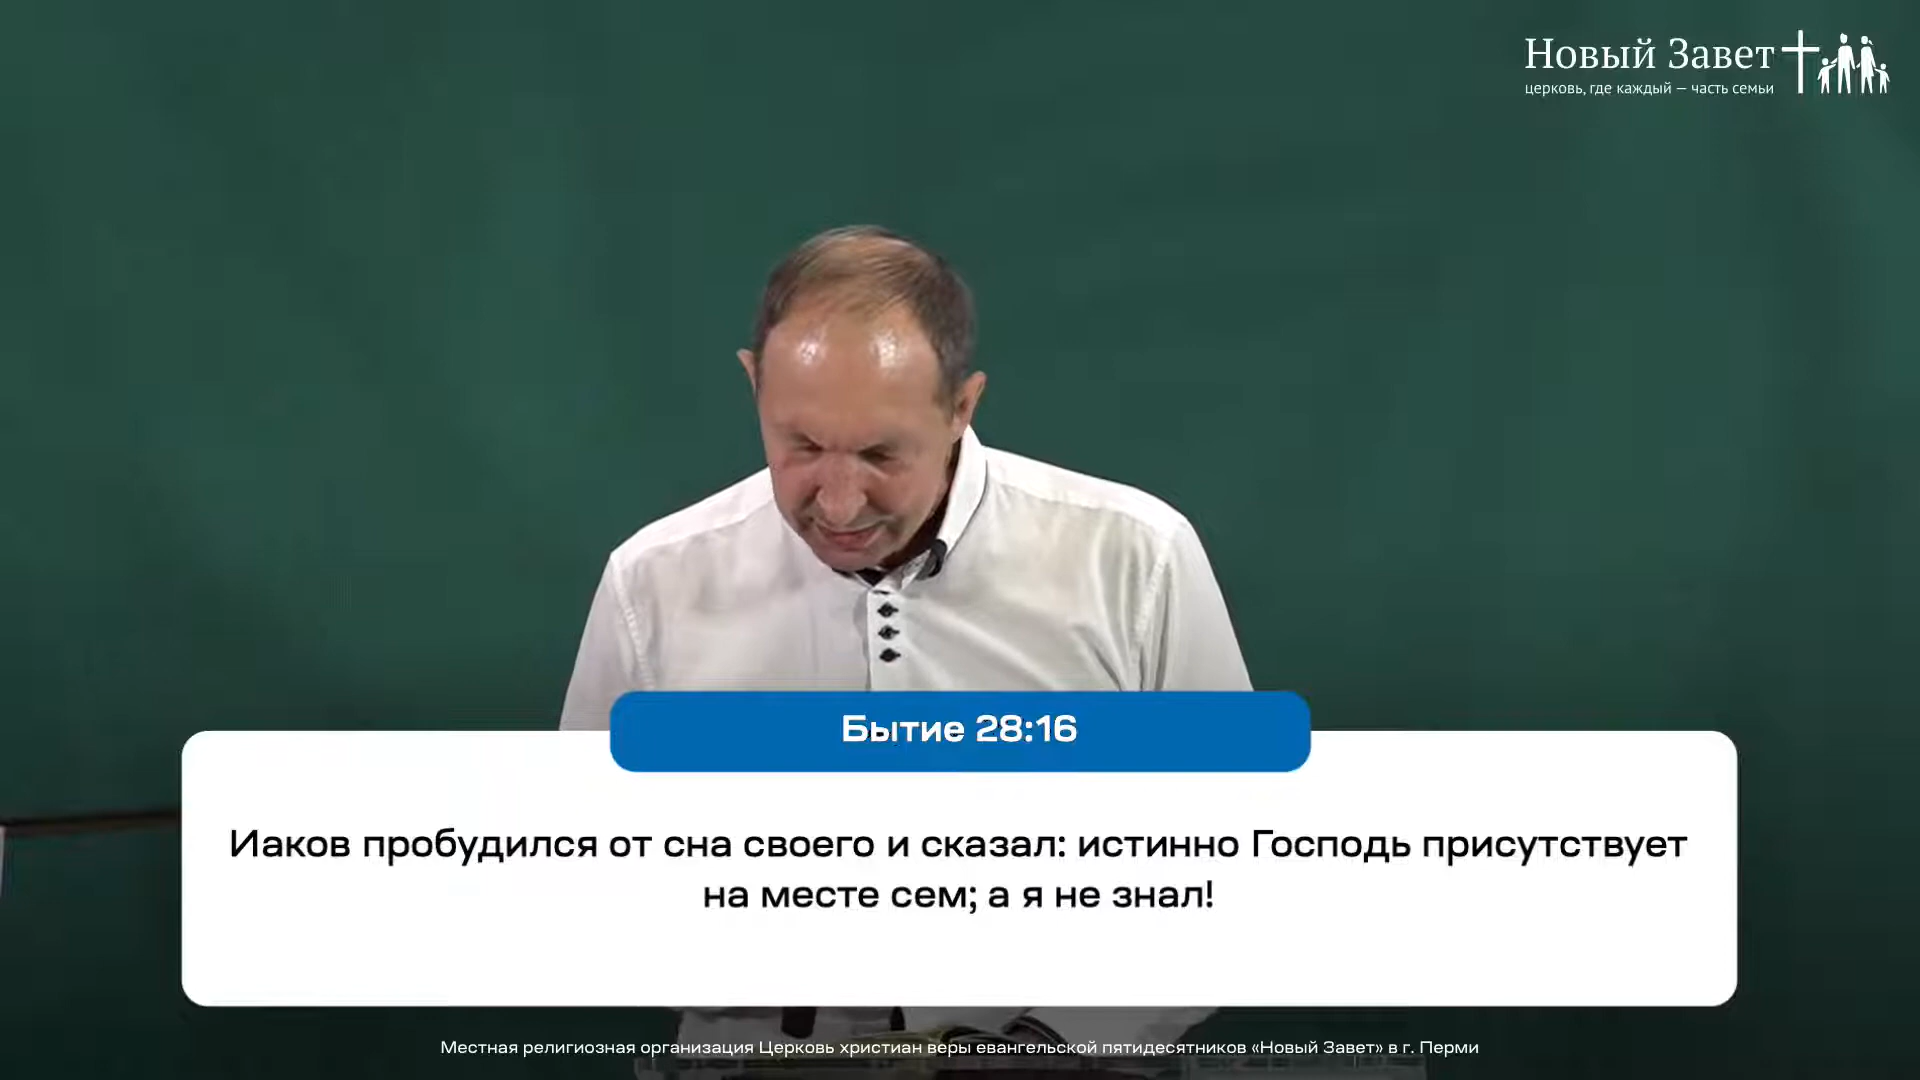 Новый Завет
церковь, где каждый — часть семьи
Бытие 28:16
Иаков пробудился от сна своего и сказал: истинно Господь присутствует
на месте сем; а я не знал!
Местная религиозная организация Церковь христиан веры евангельской пятидесятников «Новый Завет» в г. Перми